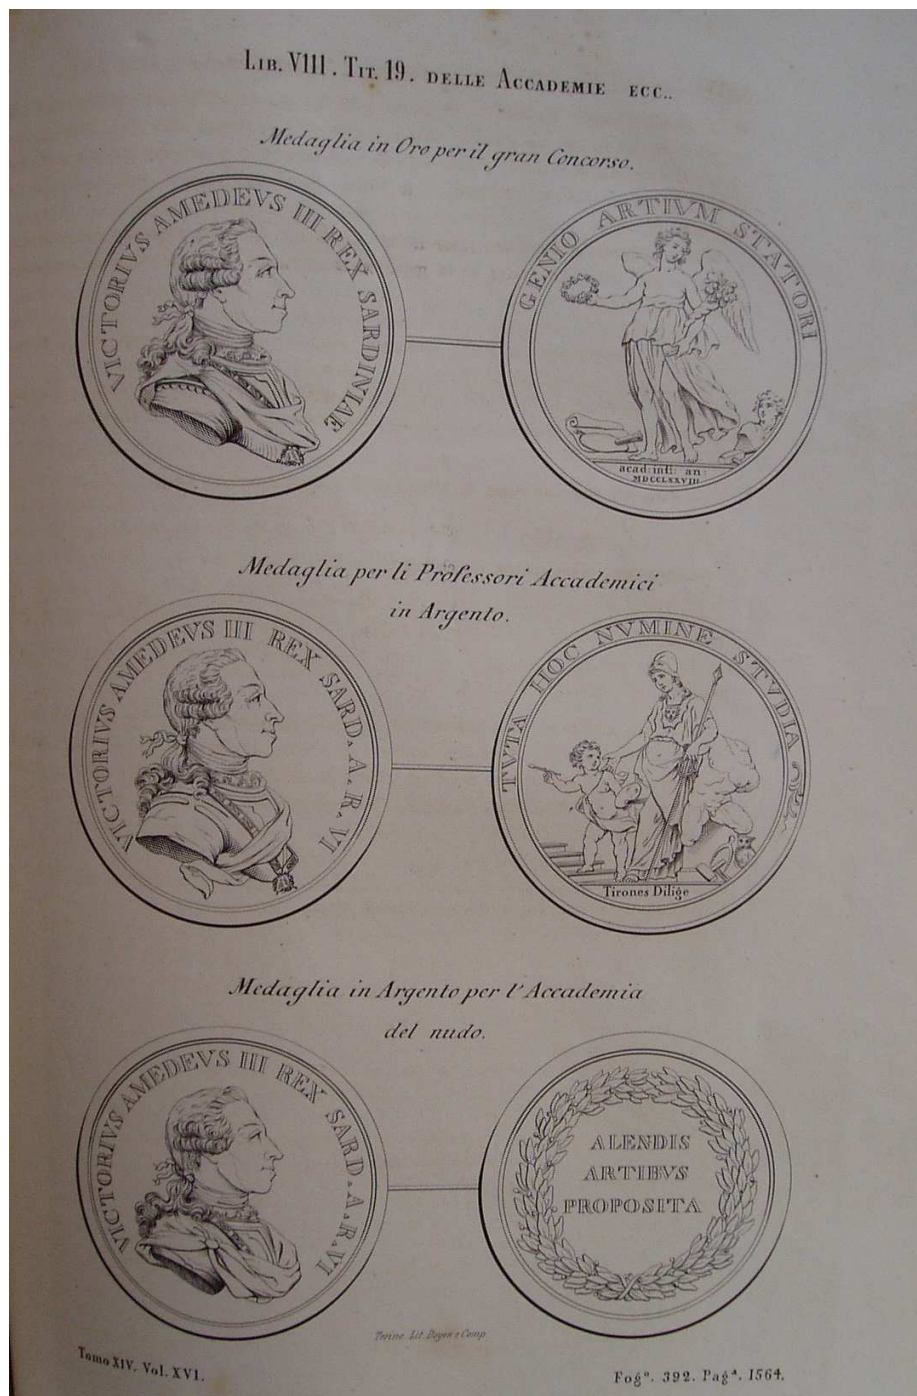 LIB. VIII. TIT. 19. DELLE ACCADEMIE ECC..
Medaglia in Oro per il gran Concorso.
VICTORIVS AMEDEVS III REX SARDINIAE
GENIO ARTIVM STATORI
acad: inst: an:
MDCCLXXVIII.
Medaglia per li Professori Accademici
in Argento.
VICTORIVS AMEDEVS III REX SARD. A. R. VI
TVTA HOC NVMINE STVDIA
Tirones Dilige
Medaglia in Argento per l'Accademia
del nudo.
VICTORIVS AMEDEVS III REX SARD. A. R. VI
ALENDIS
ARTIBVS
PROPOSITA
Torino. Lit. Doyen e Comp.
Tomo XIV. Vol. XVI.
Fogº. 392. Pagª. 1564.